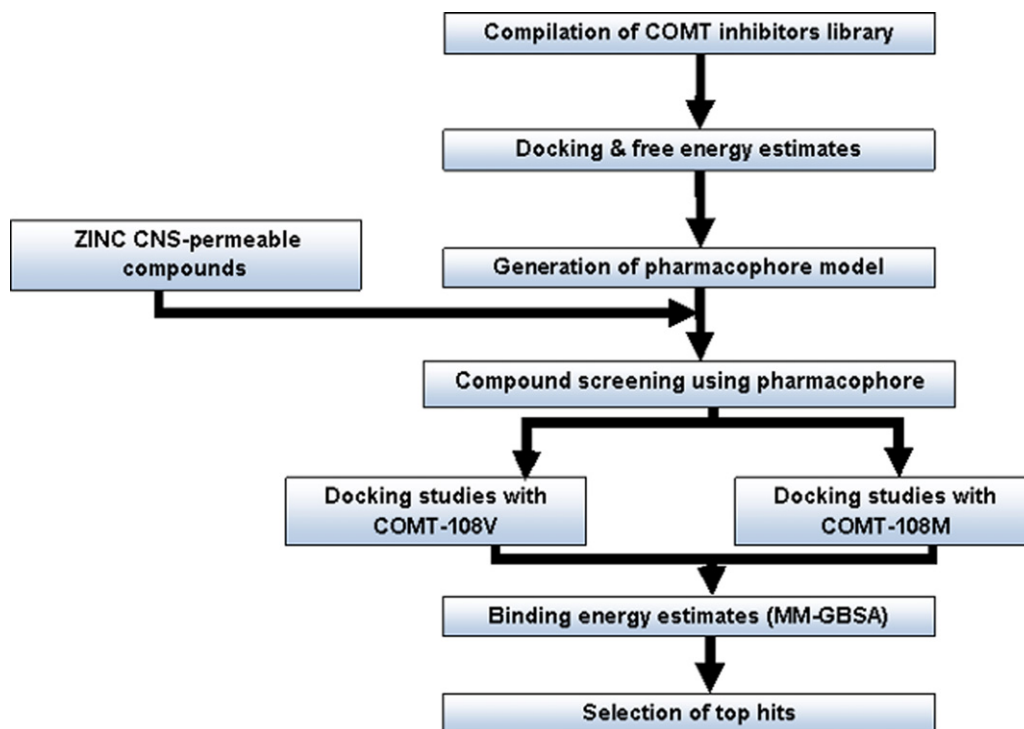 Compilation of COMT inhibitors library
Docking & free energy estimates
ZINC CNS-permeable
compounds
Generation of pharmacophore model
Compound screening using pharmacophore
Docking studies with
COMT-108V
Docking studies with
COMT-108M
Binding energy estimates (MM-GBSA)
Selection of top hits